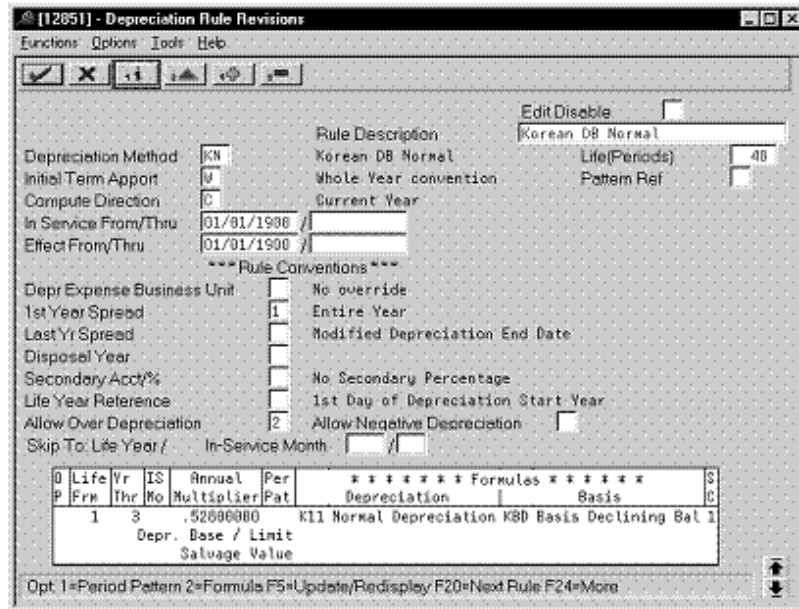 [12851] - Depreciation Rule Revisions
Functions Options Tools Help
Edit Disable
Rule Description Korean DB Normal
Depreciation Method KN Korean DB Normal Life(Periods) 48
Initial Term Apport W Whole Year convention Pattern Ref
Compute Direction C Current Year
In Service From/Thru 01/01/1900 /
Effect From/Thru 01/01/1900 /
***Rule Conventions***
Depr Expense Business Unit No override
1st Year Spread 1 Entire Year
Last Yr Spread Modified Depreciation End Date
Disposal Year
Secondary Acct/% No Secondary Percentage
Life Year Reference 1st Day of Depreciation Start Year
Allow Over Depreciation 2 Allow Negative Depreciation
Skip To: Life Year / In-Service Month /
O Life Yr IS Annual Per * * * * * * * Formulas * * * * * * S
P Frm Thr Mo Multiplier Pat Depreciation | Basis C
1 3 .52800000 K11 Normal Depreciation KBD Basis Declining Bal 1
Depr. Base / Limit
Salvage Value
Opt: 1=Period Pattern 2=Formula F5=Update/Redisplay F20=Next Rule F24=More